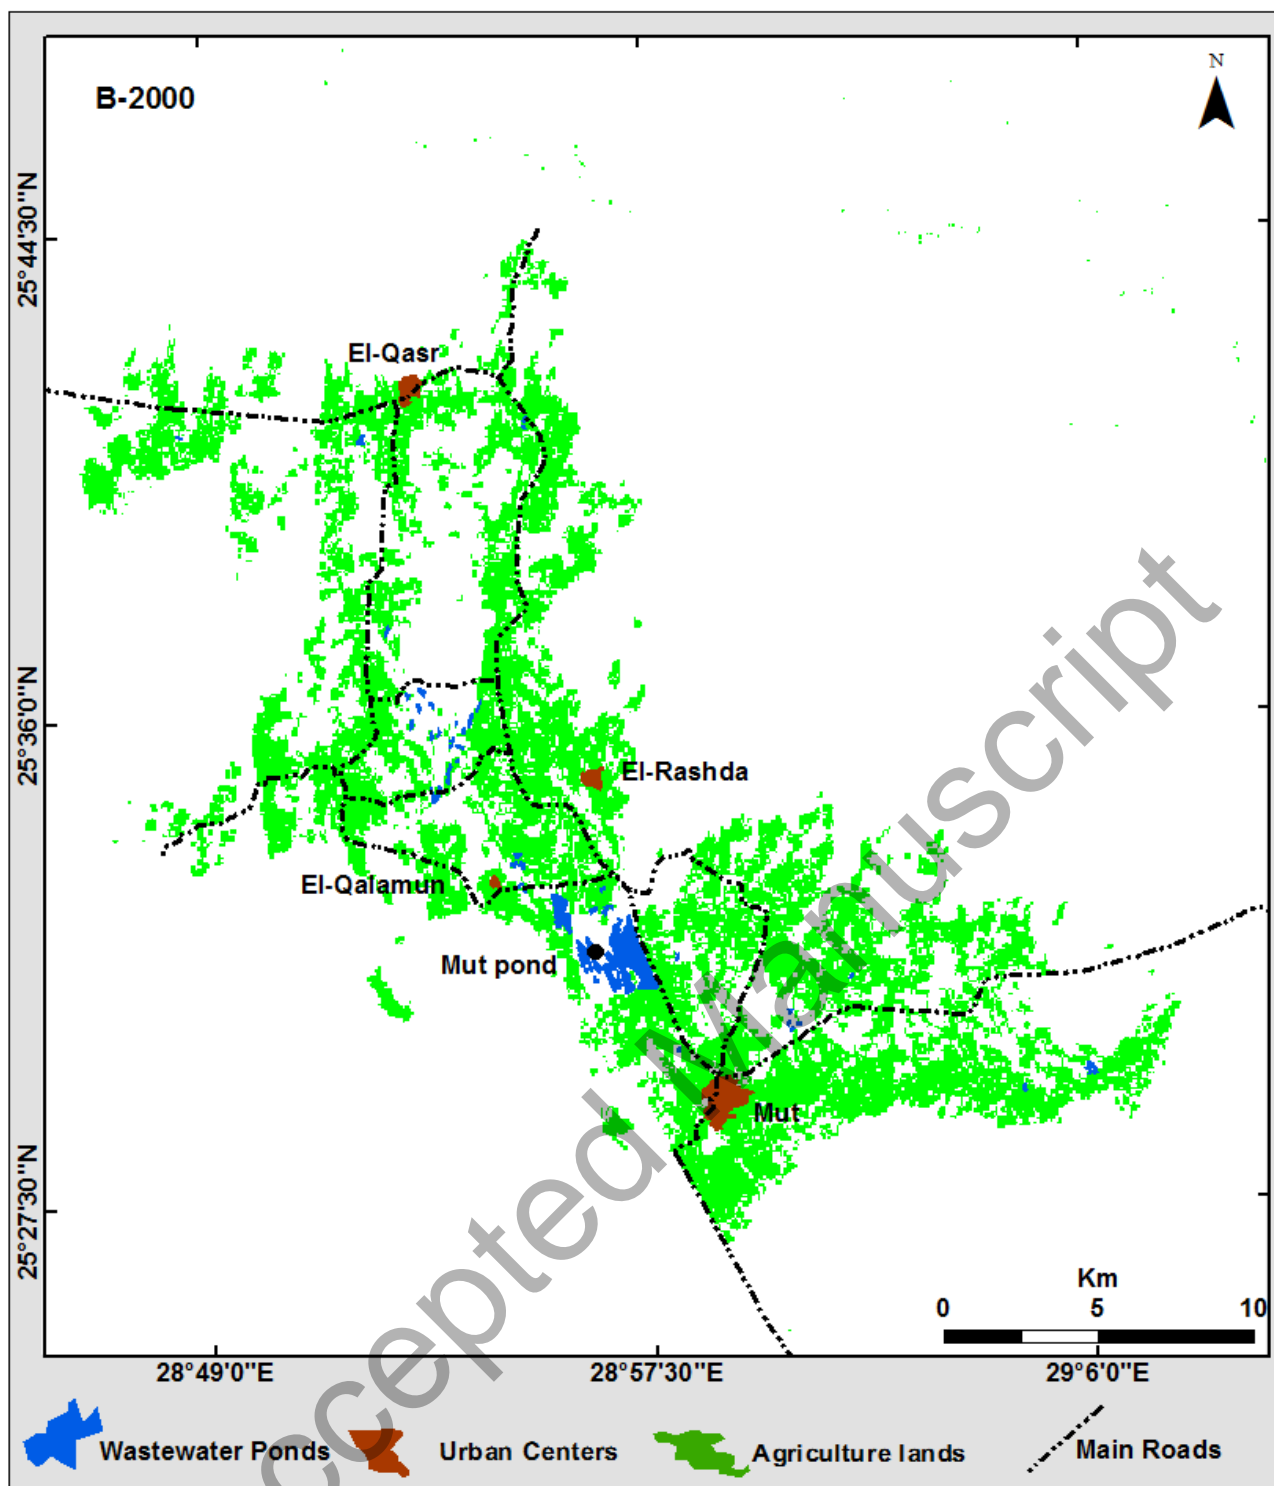 B-2000
N
25°44'30"N
El-Qasr
25°36'0"N
El-Rashda
El-Qalamun
Mut pond
Mut
25°27'30"N
Km
0 5 10
28°49'0"E 28°57'30"E 29°6'0"E
Wastewater Ponds Urban Centers Agriculture lands Main Roads
ccepted Manuscript